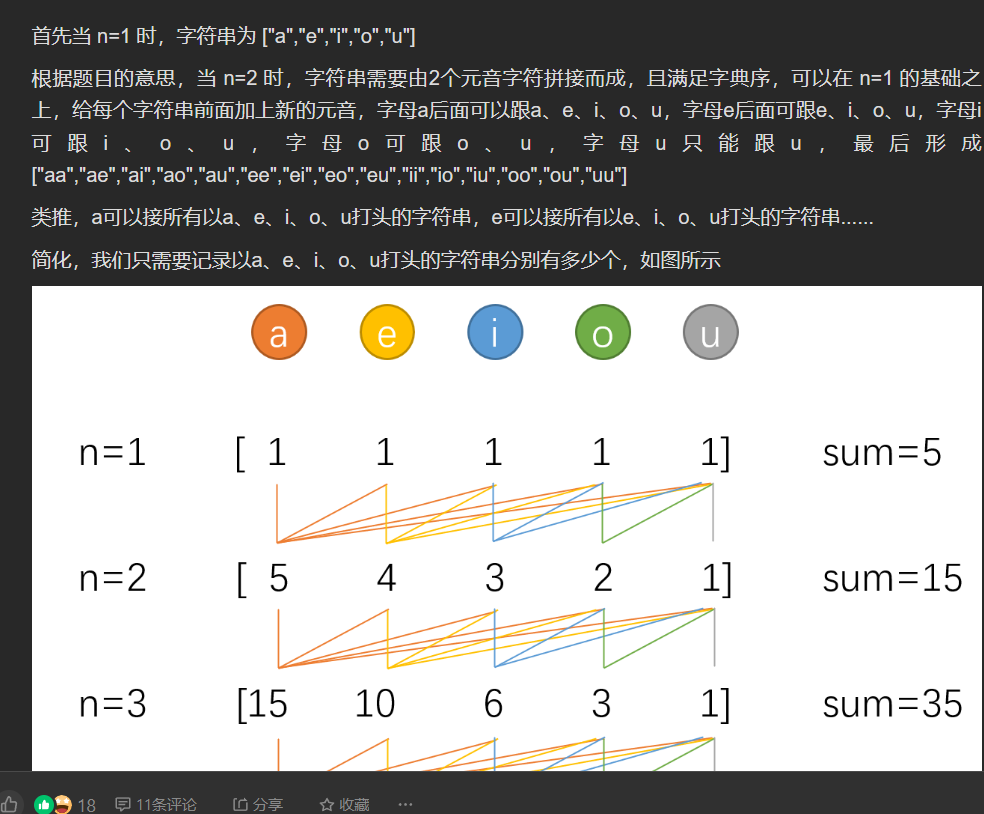 首先当 n=1 时，字符串为 ["a","e","i","o","u"]
根据题目的意思，当 n=2 时，字符串需要由2个元音字符拼接而成，且满足字典序，可以在 n=1 的基础之
上，给每个字符串前面加上新的元音，字母a后面可以跟a、e、i、o、u，字母e后面可跟e、i、o、u，字母i
可跟i、o、u，字母o可跟o、u，字母u只能跟u，最后形成
["aa","ae","ai","ao","au","ee","ei","eo","eu","ii","io","iu","oo","ou","uu"]
类推，a可以接所有以a、e、i、o、u打头的字符串，e可以接所有以e、i、o、u打头的字符串......
简化，我们只需要记录以a、e、i、o、u打头的字符串分别有多少个，如图所示
a e i o u
n=1 [ 1 1 1 1 1] sum=5
n=2 [ 5 4 3 2 1] sum=15
n=3 [15 10 6 3 1] sum=35
18 11条评论 分享 收藏 ...